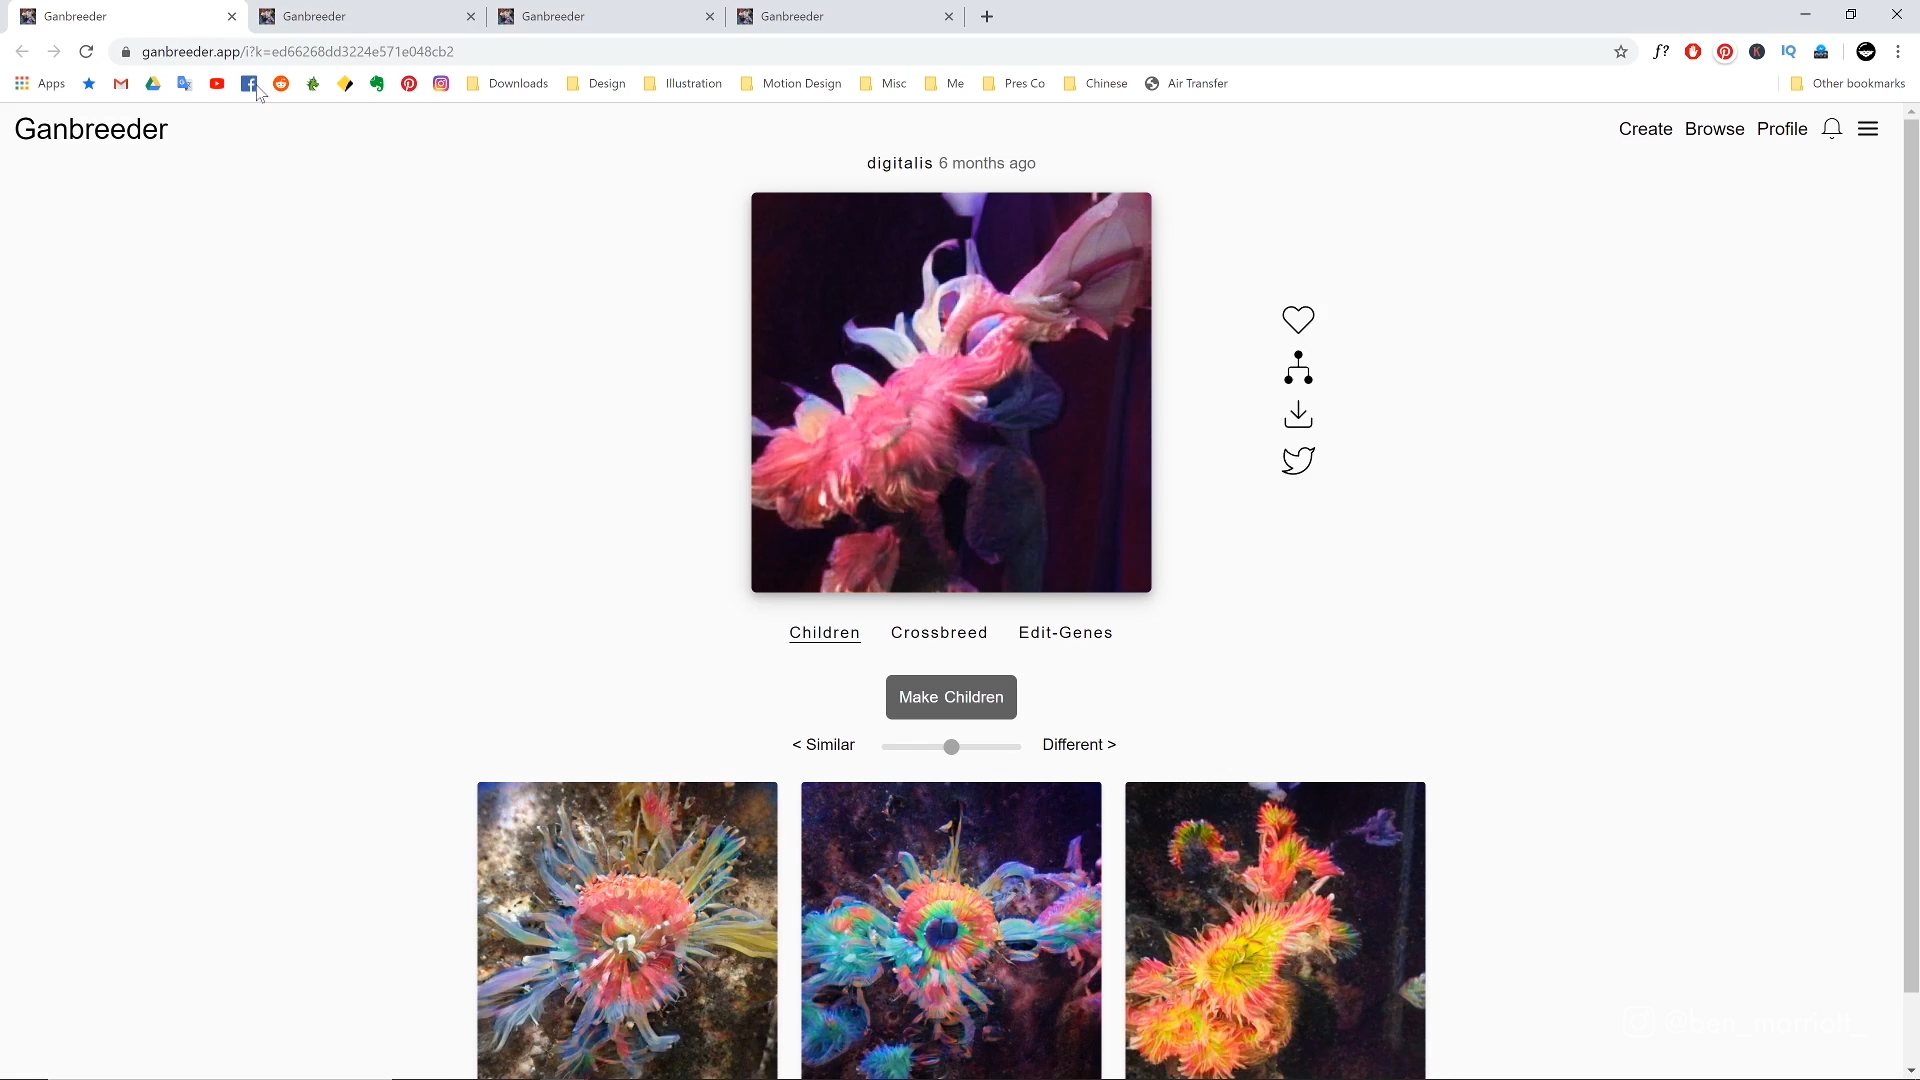 Ganbreeder
Ganbreeder
Ganbreeder
Ganbreeder
ganbreeder.app/i?k=ed66268dd3224e571e048cb2
f?
K
IQ
Apps
Downloads
Design
Illustration
Motion Design
Misc
Me
Pres Co
Chinese
Air Transfer
Other bookmarks
Ganbreeder
Create Browse Profile
digitalis 6 months ago
Children Crossbreed Edit-Genes
Make Children
< Similar Different >